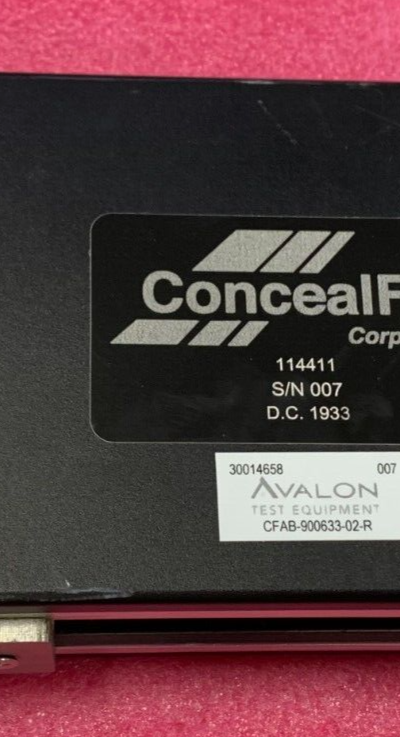 ConcealF
Corp
114411
S/N 007
D.C. 1933
30014658 007
AVALON
TEST EQUIPMENT
CFAB-900633-02-R